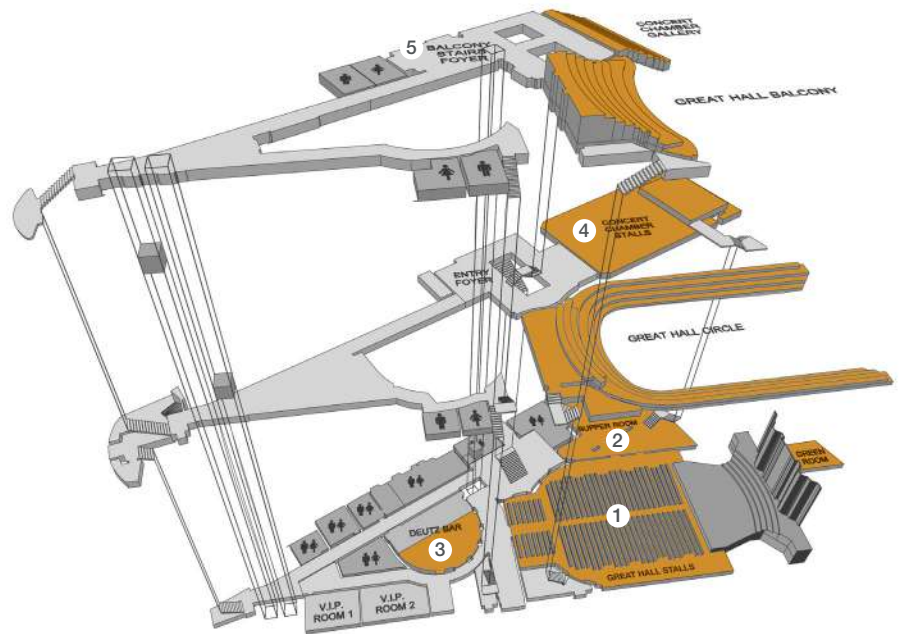 CONCERT
CHAMBER
GALLERY
5
BALCONY
STAIRS
FOYER
GREAT HALL BALCONY
4
CONCERT
CHAMBER
STALLS
ENTRY
FOYER
GREAT HALL CIRCLE
SUPPER ROOM
2
GREEN
ROOM
1
DEUTZ BAR
3
GREAT HALL STALLS
V.I.P.
ROOM 1
V.I.P.
ROOM 2